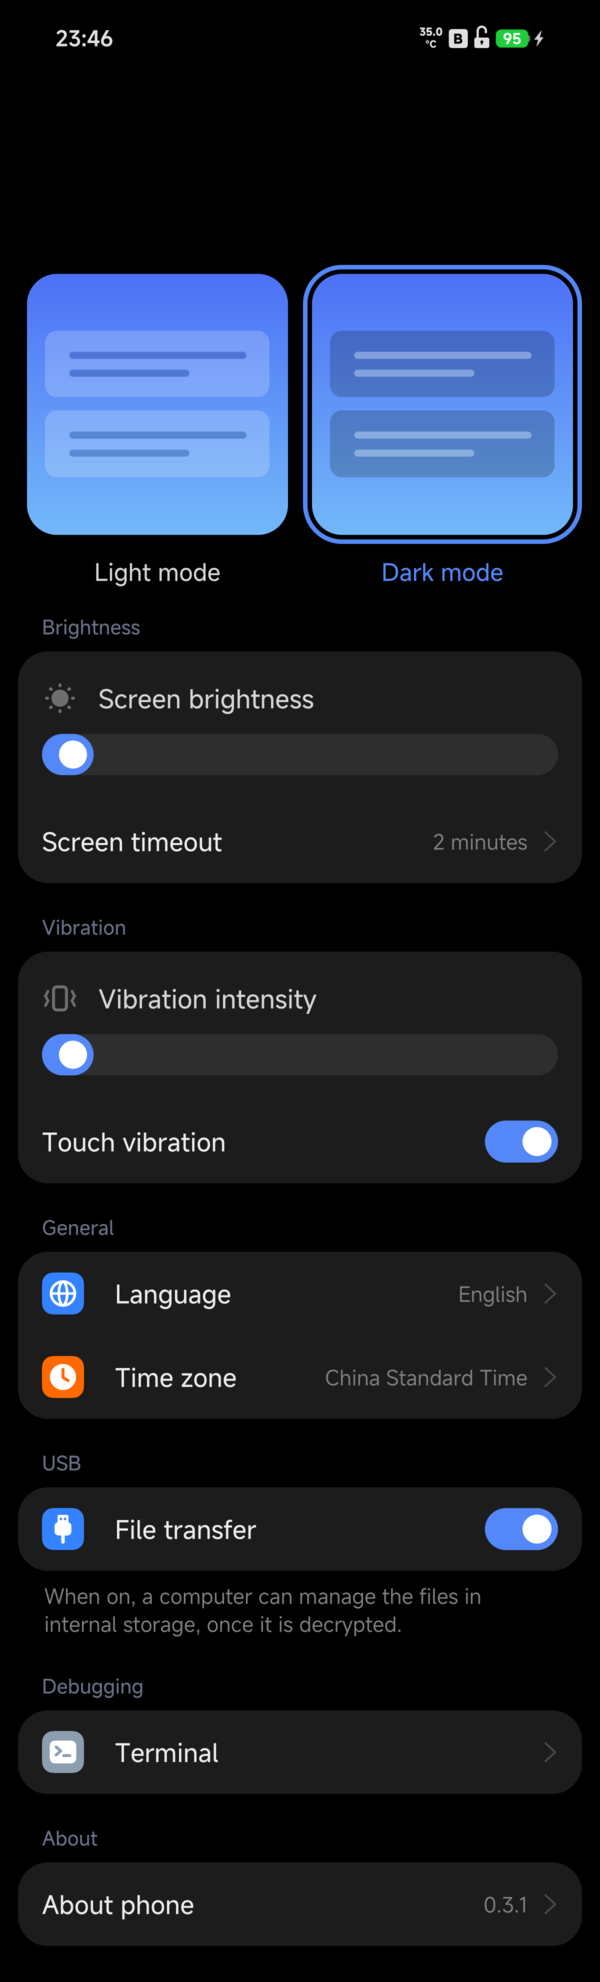 23:46
35.0
°C
B
95
Light mode
Dark mode
Brightness
Screen brightness
Screen timeout
2 minutes
Vibration
Vibration intensity
Touch vibration
General
Language
English
Time zone
China Standard Time
USB
File transfer
When on, a computer can manage the files in
internal storage, once it is decrypted.
Debugging
Terminal
About
About phone
0.3.1